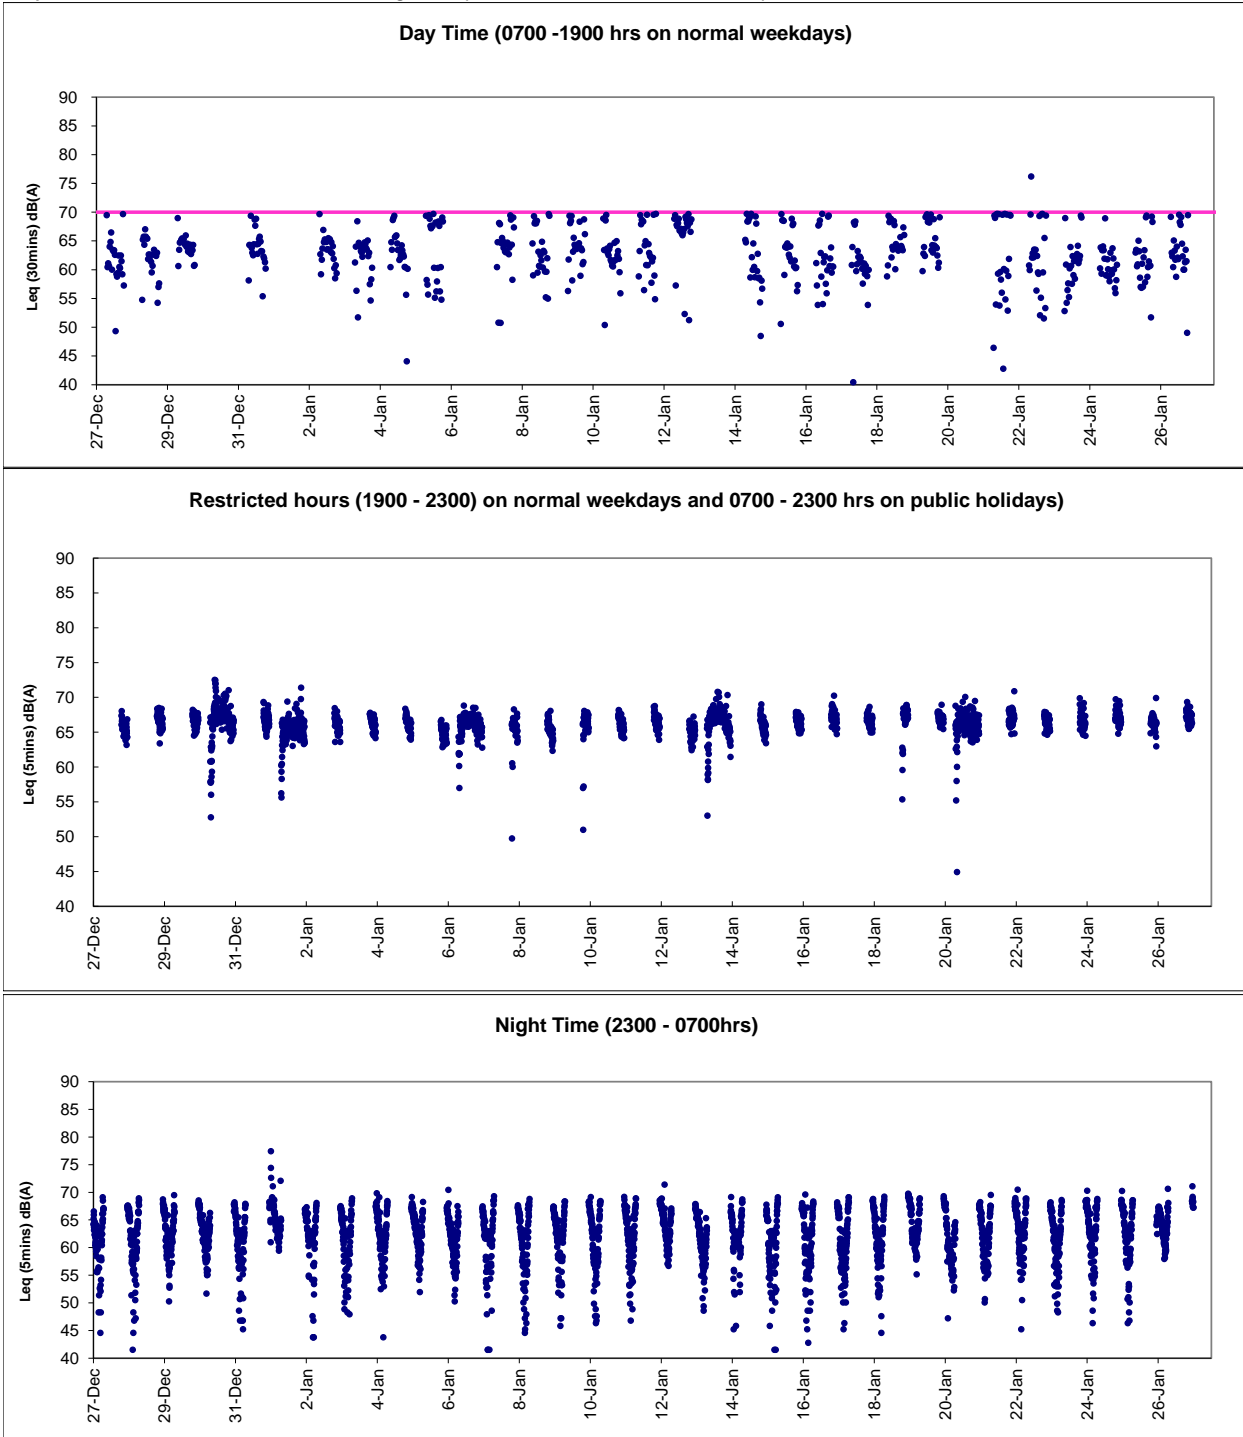 Day Time (0700 -1900 hrs on normal weekdays)
Leq (30mins) dB(A)
90
85
80
75
70
65
60
55
50
45
40
27-Dec
29-Dec
31-Dec
2-Jan
4-Jan
6-Jan
8-Jan
10-Jan
12-Jan
14-Jan
16-Jan
18-Jan
20-Jan
22-Jan
24-Jan
26-Jan
Restricted hours (1900 - 2300) on normal weekdays and 0700 - 2300 hrs on public holidays)
Leq (5mins) dB(A)
90
85
80
75
70
65
60
55
50
45
40
27-Dec
29-Dec
31-Dec
2-Jan
4-Jan
6-Jan
8-Jan
10-Jan
12-Jan
14-Jan
16-Jan
18-Jan
20-Jan
22-Jan
24-Jan
26-Jan
Night Time (2300 - 0700hrs)
Leq (5mins) dB(A)
90
85
80
75
70
65
60
55
50
45
40
27-Dec
29-Dec
31-Dec
2-Jan
4-Jan
6-Jan
8-Jan
10-Jan
12-Jan
14-Jan
16-Jan
18-Jan
20-Jan
22-Jan
24-Jan
26-Jan